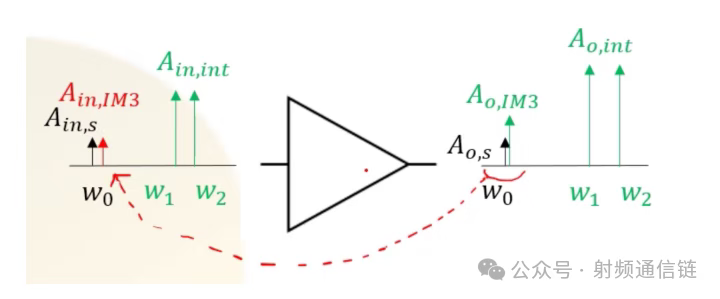 A_{in,int}
A_{in,IM3}
A_{in,s}
w_0 w_1 w_2
A_{o,int}
A_{o,IM3}
A_{o,s}
w_0 w_1 w_2
公众号 · 射频通信链